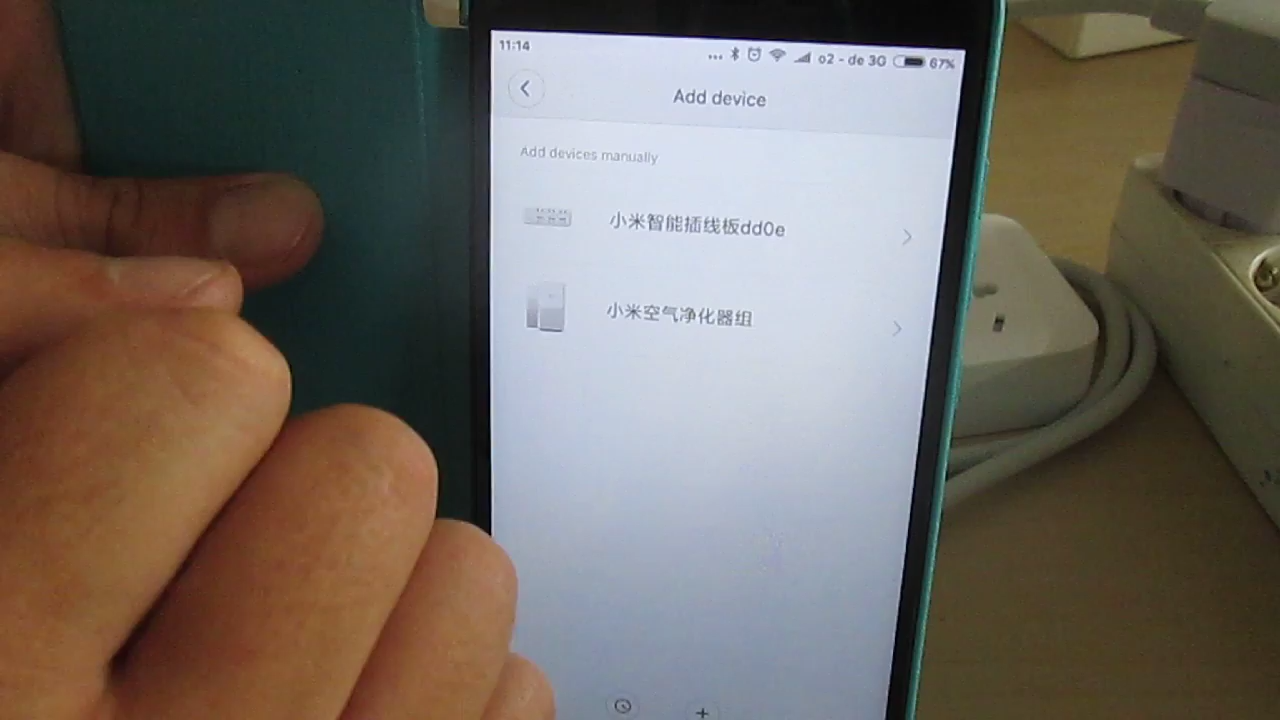 11:14
... o2 - de 3G 67%
Add device
Add devices manually
小米智能插线板dd0e
小米空气净化器组